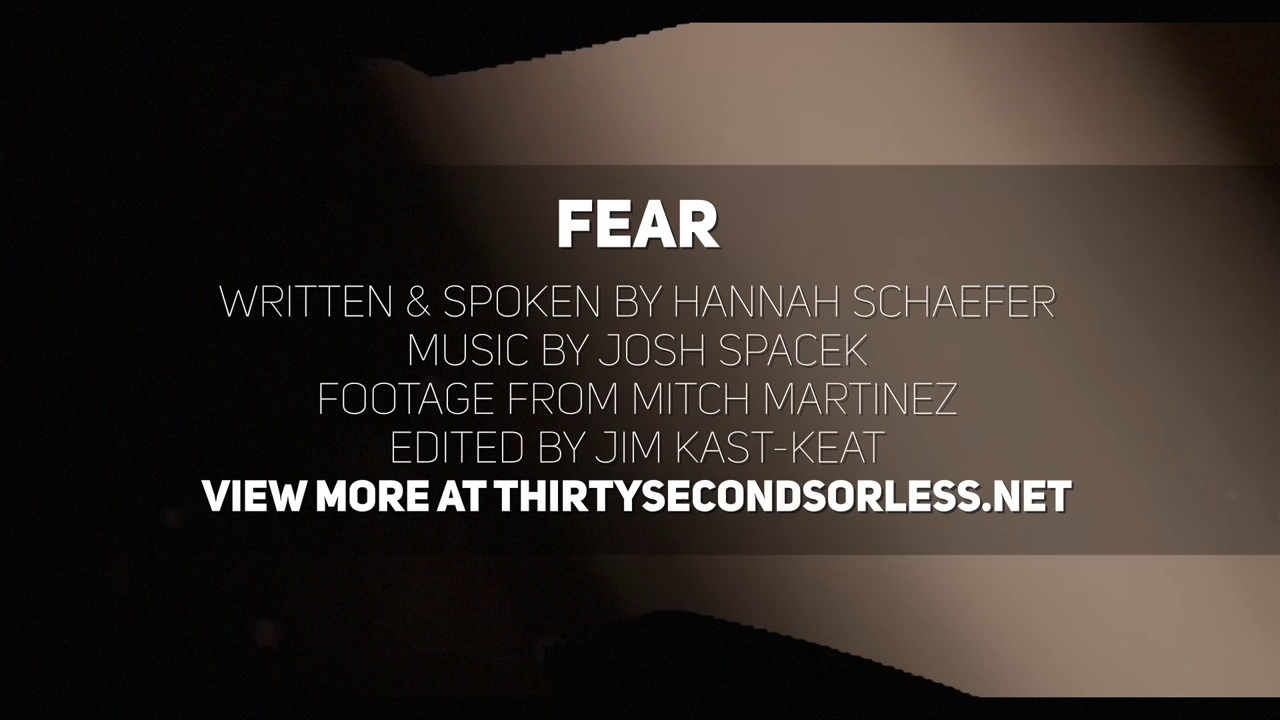 FEAR
WRITTEN & SPOKEN BY HANNAH SCHAEFER
MUSIC BY JOSH SPACEK
FOOTAGE FROM MITCH MARTINEZ
EDITED BY JIM KAST-KEAT
VIEW MORE AT THIRTYSECONDSORLESS.NET